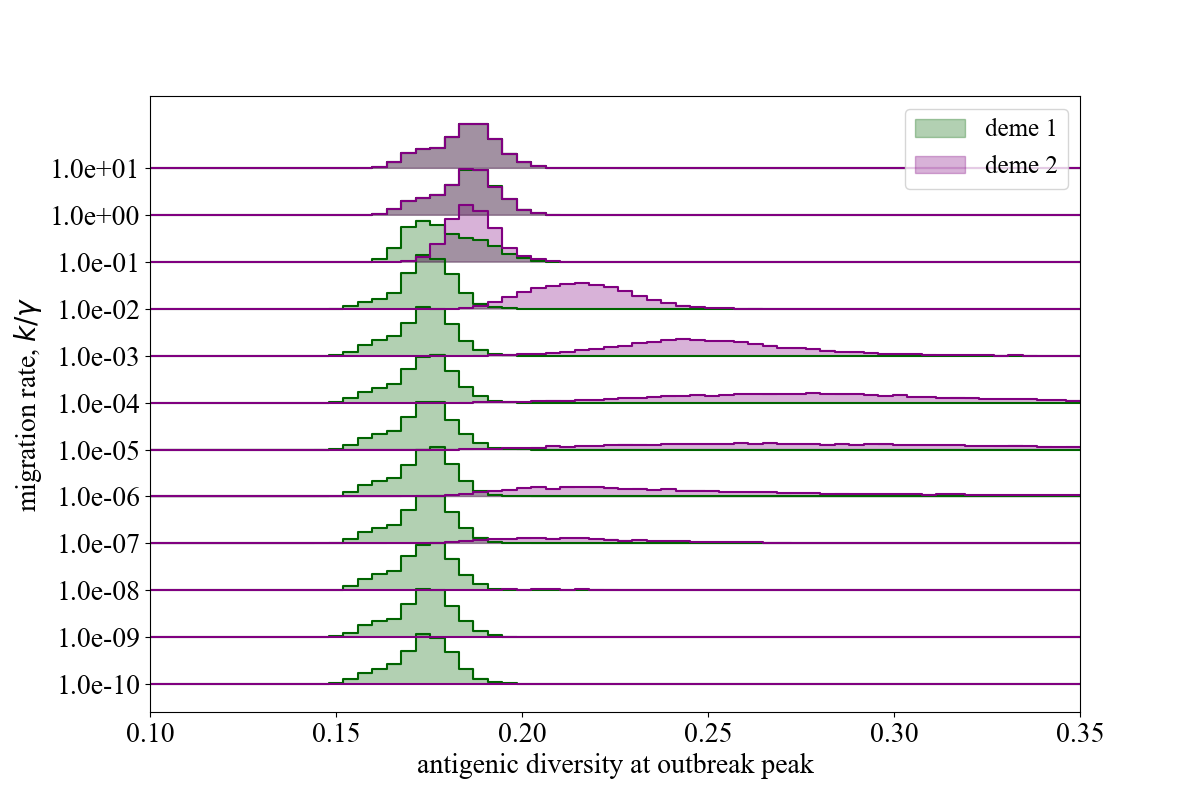 deme 1
deme 2
migration rate, k/γ
1.0e+01
1.0e+00
1.0e-01
1.0e-02
1.0e-03
1.0e-04
1.0e-05
1.0e-06
1.0e-07
1.0e-08
1.0e-09
1.0e-10
0.10 0.15 0.20 0.25 0.30 0.35
antigenic diversity at outbreak peak